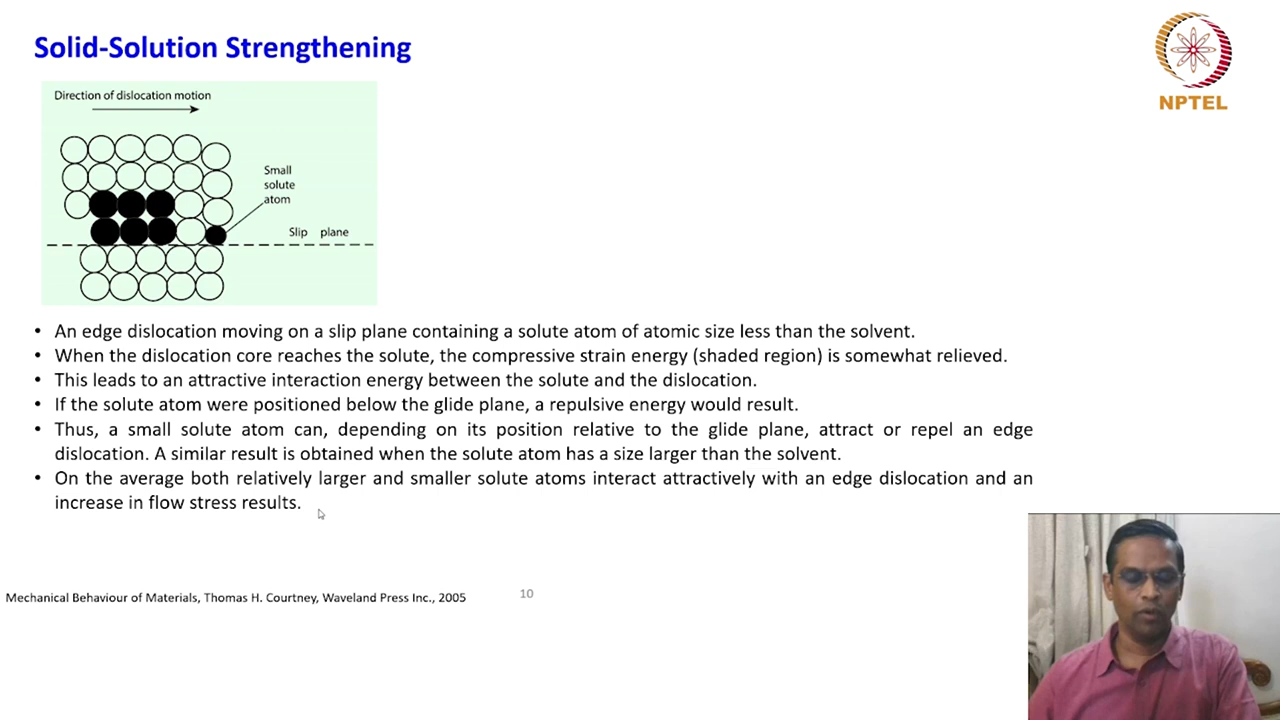 Solid-Solution Strengthening
NPTEL
Direction of dislocation motion
Small
solute
atom
Slip plane
• An edge dislocation moving on a slip plane containing a solute atom of atomic size less than the solvent.
• When the dislocation core reaches the solute, the compressive strain energy (shaded region) is somewhat relieved.
• This leads to an attractive interaction energy between the solute and the dislocation.
• If the solute atom were positioned below the glide plane, a repulsive energy would result.
• Thus, a small solute atom can, depending on its position relative to the glide plane, attract or repel an edge
dislocation. A similar result is obtained when the solute atom has a size larger than the solvent.
• On the average both relatively larger and smaller solute atoms interact attractively with an edge dislocation and an
increase in flow stress results.
Mechanical Behaviour of Materials, Thomas H. Courtney, Waveland Press Inc., 2005
10